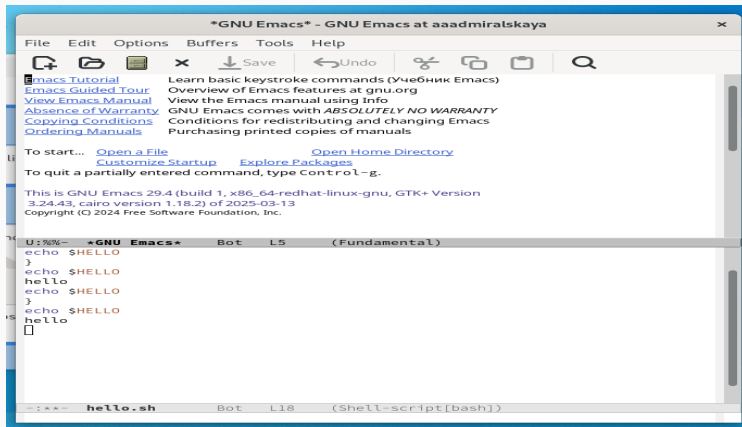 *GNU Emacs* - GNU Emacs at aaadmiralskaya
File Edit Options Buffers Tools Help
Save Undo
Emacs Tutorial Learn basic keystroke commands (Учебник Emacs)
Emacs Guided Tour Overview of Emacs features at gnu.org
View Emacs Manual View the Emacs manual using Info
Absence of Warranty GNU Emacs comes with ABSOLUTELY NO WARRANTY
Copying Conditions Conditions for redistributing and changing Emacs
Ordering Manuals Purchasing printed copies of manuals
To start... Open a File Open Home Directory
Customize Startup Explore Packages
To quit a partially entered command, type Control-g.
This is GNU Emacs 29.4 (build 1, x86_64-redhat-linux-gnu, GTK+ Version
3.24.43, cairo version 1.18.2) of 2025-03-13
Copyright (C) 2024 Free Software Foundation, Inc.
U:%%- *GNU Emacs* Bot L5 (Fundamental)
echo $HELLO
}
echo $HELLO
hello
echo $HELLO
}
echo $HELLO
hello
-:**- hello.sh Bot L18 (Shell-script[bash])